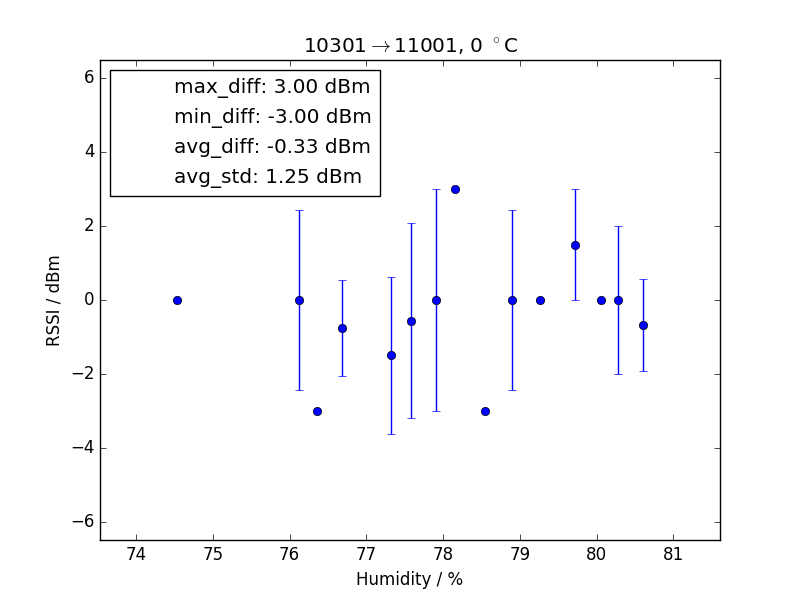 10301→11001, 0 °C
max_diff: 3.00 dBm
min_diff: -3.00 dBm
avg_diff: -0.33 dBm
avg_std: 1.25 dBm
6
4
2
0
−2
−4
−6
RSSI / dBm
74 75 76 77 78 79 80 81
Humidity / %